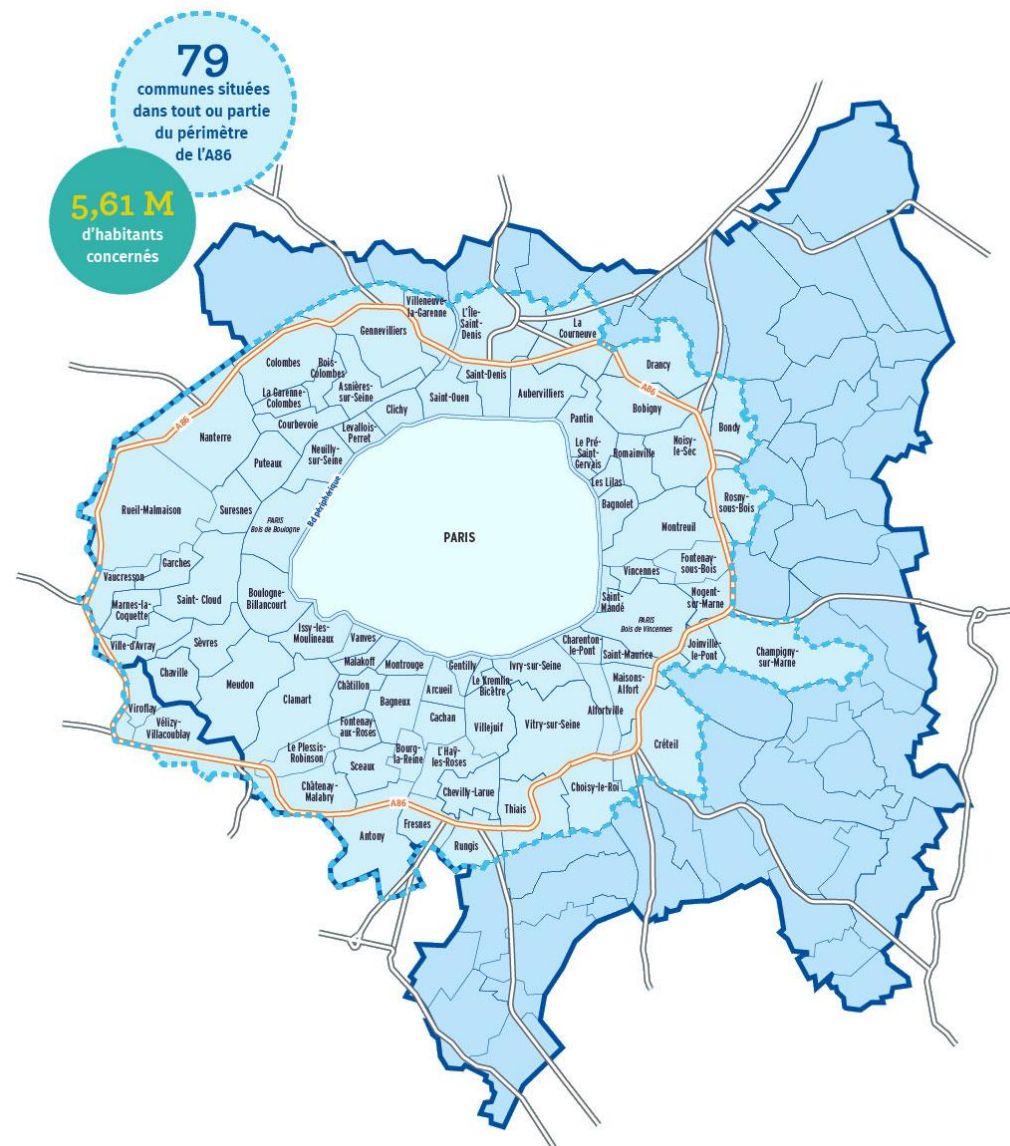 79
communes situées
dans tout ou partie
du périmètre
de l'A86
5,61 M
d'habitants
concernés
Villeneuve-
la-Garenne
L'Île-
Saint-
Denis
La
Courneuve
Gennevilliers
Colombes
Bois-
Colombes
Saint-Denis
Drancy
La Garenne-
Colombes
Asnières-
sur-Seine
Clichy
Saint-Ouen
Aubervilliers
A86
Bobigny
A86
Nanterre
Courbevoie
Levallois-
Perret
Pantin
Bondy
Puteaux
Neuilly-
sur-Seine
Le Pré-
Saint-
Gervais
Romainville
Noisy-
le-Sec
Les Lilas
Rueil-Malmaison
Suresnes
PARIS
Bois de Boulogne
Bd périphérique
Bagnolet
Rosny-
sous-Bois
PARIS
Montreuil
Vaucresson
Garches
Vincennes
Fontenay-
sous-Bois
Marnes-la-
Coquette
Saint- Cloud
Boulogne-
Billancourt
Saint-
Mandé
Nogent-
sur-Marne
PARIS
Bois de Vincennes
Ville-d'Avray
Sèvres
Issy-les-
Moulineaux
Vanves
Charenton-
le-Pont
Saint-Maurice
Joinville-
le-Pont
Champigny-
sur-Marne
Chaville
Meudon
Malakoff
Montrouge
Gentilly
Ivry-sur-Seine
Maisons-
Alfort
Clamart
Châtillon
Bagneux
Arcueil
Le Kremlin-
Bicêtre
Alfortville
Viroflay
Vélizy-
Villacoublay
Fontenay-
aux-Roses
Cachan
Villejuif
Vitry-sur-Seine
Créteil
Le Plessis-
Robinson
Sceaux
Bourg-
la-Reine
L'Haÿ-
les-Roses
Châtenay-
Malabry
A86
Chevilly-Larue
Thiais
Choisy-le-Roi
Antony
Fresnes
Rungis